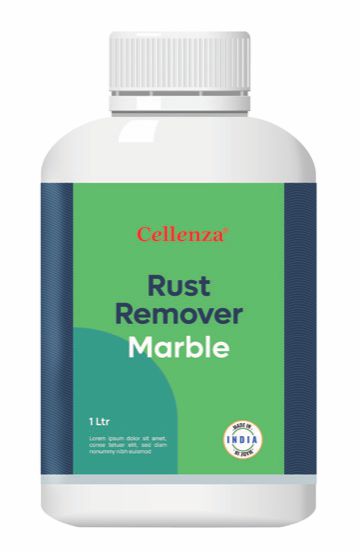 Cellenza®
Rust
Remover
Marble
1 Ltr
Lorem ipsum dolor sit amet,
conse tetuer elit, sed diam
nonummy nibh euismod
MADE IN
INDIA